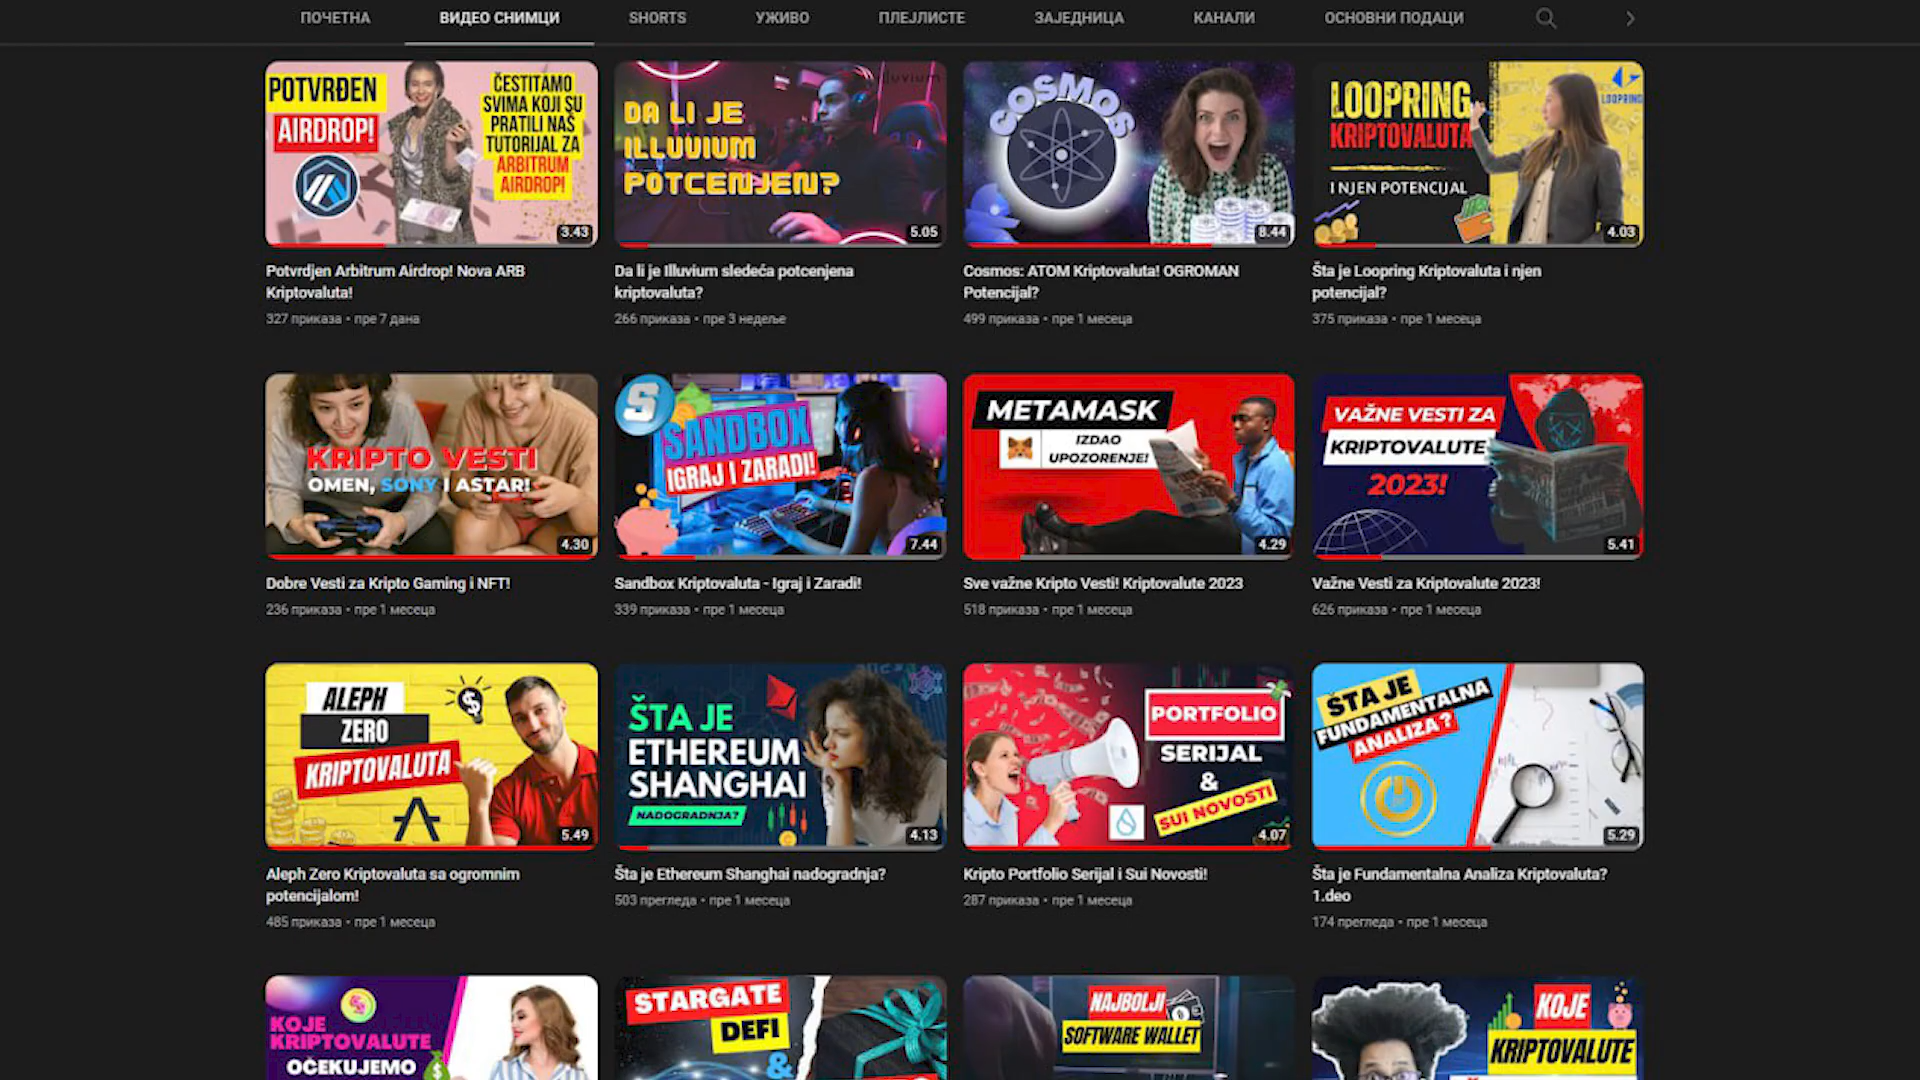 ПОЧЕТНА ВИДЕО СНИМЦИ SHORTS УЖИВО ПЛЕЈЛИСТЕ ЗАЈЕДНИЦА КАНАЛИ ОСНОВНИ ПОДАЦИ
POTVRĐEN
AIRDROP!
ČESTITAMO
SVIMA KOJI SU
PRATILI NAŠ
TUTORIJAL ZA
ARBITRUM
AIRDROP!
3.43
illuvium
DA LI JE
ILLUVIUM
POTCENJEN?
5.05
COSMOS
8.44
LOOPRING
KRIPTOVALUTA
I NJEN POTENCIJAL
LOOPRING
4.03
Potvrdjen Arbitrum Airdrop! Nova ARB
Kriptovaluta!
327 приказа • пре 7 дана
Da li je Illuvium sledeća potcenjena
kriptovaluta?
266 приказа • пре 3 недеље
Cosmos: ATOM Kriptovaluta! OGROMAN
Potencijal?
499 приказа • пре 1 месеца
Šta je Loopring Kriptovaluta i njen
potencijal?
375 приказа • пре 1 месеца
KRIPTO VESTI
OMEN, SONY I ASTAR!
4.30
S
SANDBOX
IGRAJ I ZARADI!
7.44
METAMASK
IZDAO
UPOZORENJE!
4.29
VAŽNE VESTI ZA
KRIPTOVALUTE
2023!
5.41
Dobre Vesti za Kripto Gaming i NFT!
236 приказа • пре 1 месеца
Sandbox Kriptovaluta - Igraj i Zaradi!
339 приказа • пре 1 месеца
Sve važne Kripto Vesti! Kriptovalute 2023
518 приказа • пре 1 месеца
Važne Vesti za Kriptovalute 2023!
626 приказа • пре 1 месеца
ALEPH
ZERO
KRIPTOVALUTA
$
5.49
ŠTA JE
ETHEREUM
SHANGHAI
NADOGRADNJA?
4.13
PORTFOLIO
SERIJAL
&
SUI NOVOSTI
4.07
ŠTA JE
FUNDAMENTALNA
ANALIZA?
5.29
Aleph Zero Kriptovaluta sa ogromnim
potencijalom!
485 приказа • пре 1 месеца
Šta je Ethereum Shanghai nadogradnja?
503 прегледа • пре 1 месеца
Kripto Portfolio Serijal i Sui Novosti!
287 приказа • пре 1 месеца
Šta je Fundamentalna Analiza Kriptovaluta?
1.deo
174 прегледа • пре 1 месеца
KOJE
KRIPTOVALUTE
OČEKUJEMO
$
STARGATE
DEFI
&
NAJBOLJI
SOFTWARE WALLET
KOJE
KRIPTOVALUTE